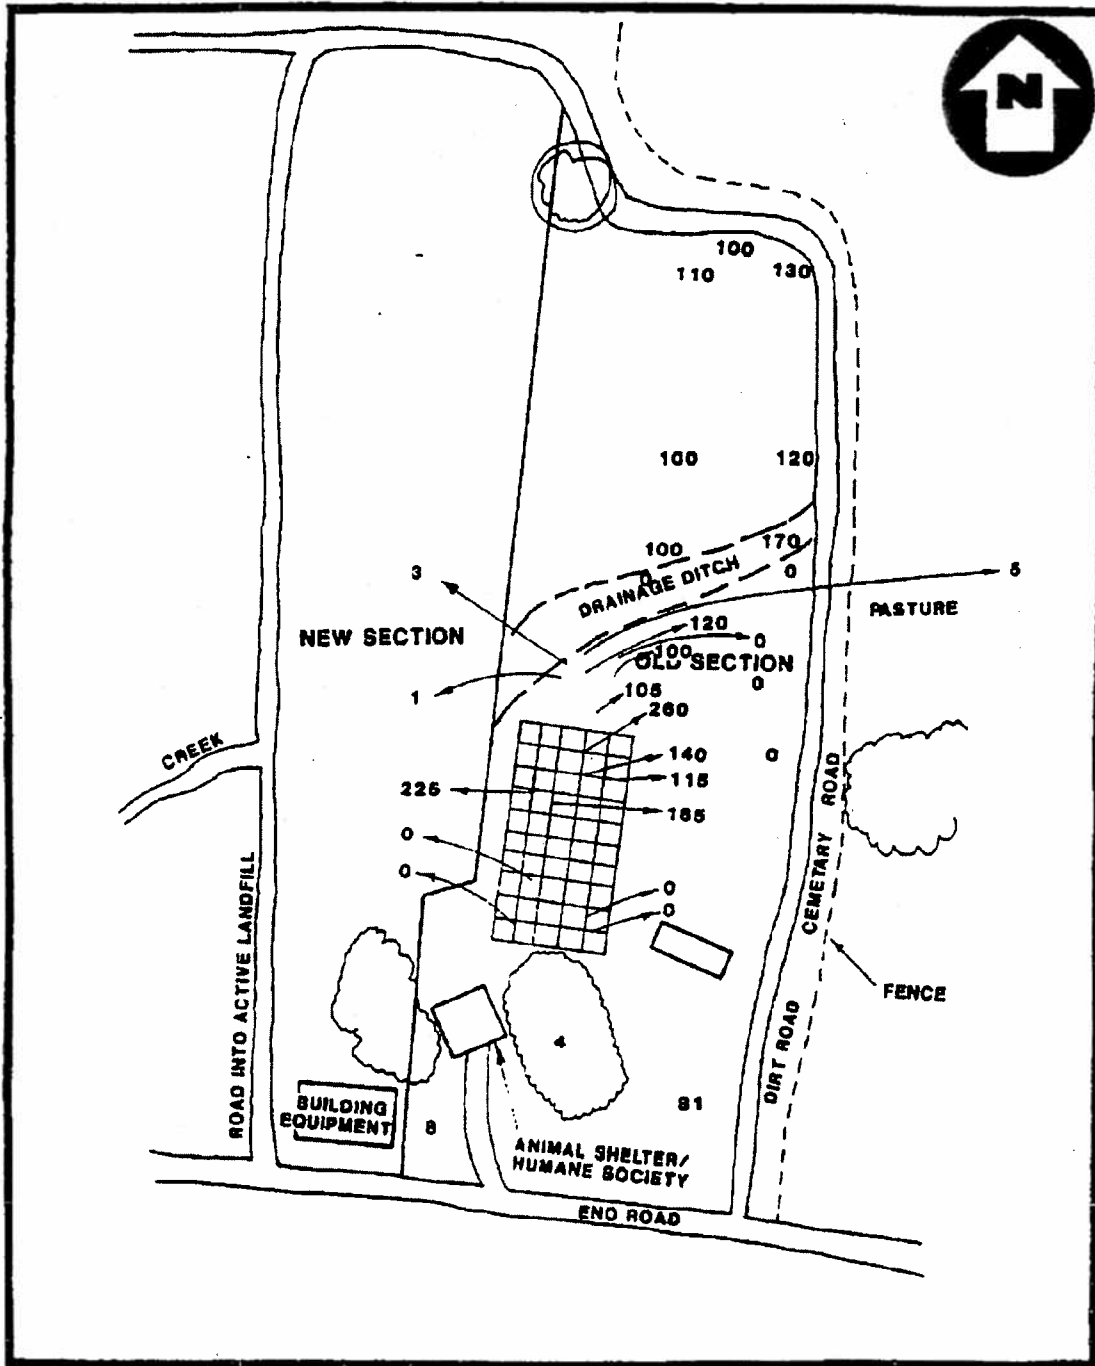 N
100
110
130
100
120
100
170
0
0
DRAINAGE DITCH
3
5
PASTURE
120
0
NEW SECTION
100
OLD SECTION
1
0
105
260
CREEK
140
0
115
225
185
0
0
0
0
ROAD INTO ACTIVE LANDFILL
CEMETARY ROAD
DIRT ROAD
FENCE
4
81
BUILDING
EQUIPMENT
8
ANIMAL SHELTER/
HUMANE SOCIETY
END ROAD